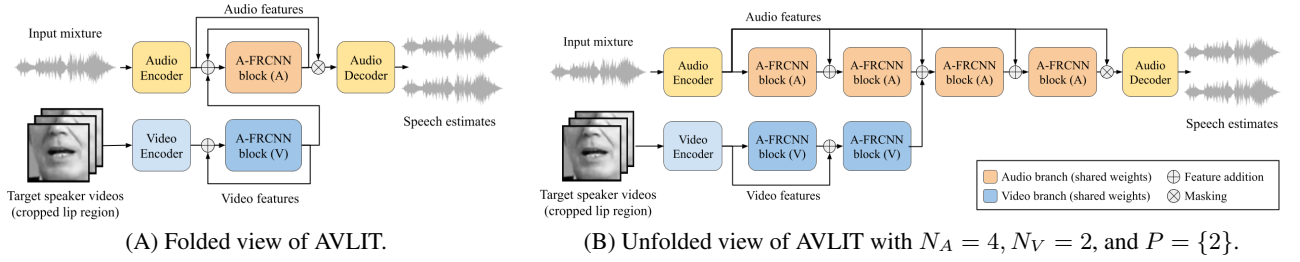 Audio features
Input mixture
Audio
Encoder
A-FRCNN
block (A)
Audio
Decoder
Video
Encoder
A-FRCNN
block (V)
Speech estimates
Target speaker videos
(cropped lip region)
Video features
(A) Folded view of AVLIT.
Audio features
Input mixture
Audio
Encoder
A-FRCNN
block (A)
A-FRCNN
block (A)
A-FRCNN
block (A)
A-FRCNN
block (A)
Audio
Decoder
Video
Encoder
A-FRCNN
block (V)
A-FRCNN
block (V)
Speech estimates
Target speaker videos
(cropped lip region)
Video features
Audio branch (shared weights)
Feature addition
Video branch (shared weights)
Masking
(B) Unfolded view of AVLIT with N_A = 4, N_V = 2, and P = {2}.